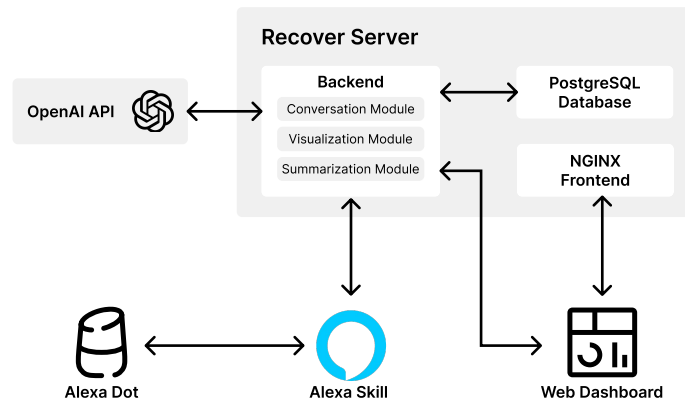 Recover Server
OpenAI API
Backend
Conversation Module
Visualization Module
Summarization Module
PostgreSQL
Database
NGINX
Frontend
Alexa Dot
Alexa Skill
Web Dashboard